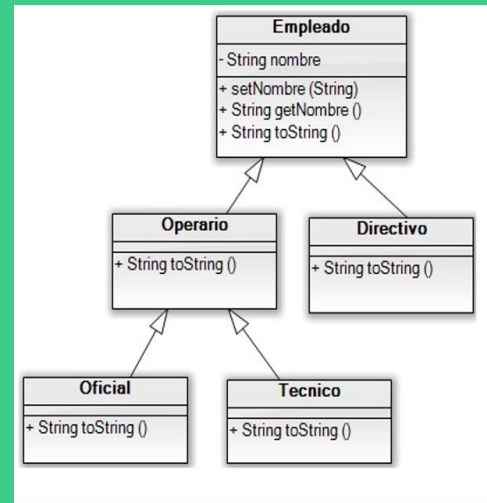 Empleado
- String nombre
+ setNombre (String)
+ String getNombre ()
+ String toString ()
Operario
+ String toString ()
Directivo
+ String toString ()
Oficial
+ String toString ()
Tecnico
+ String toString ()